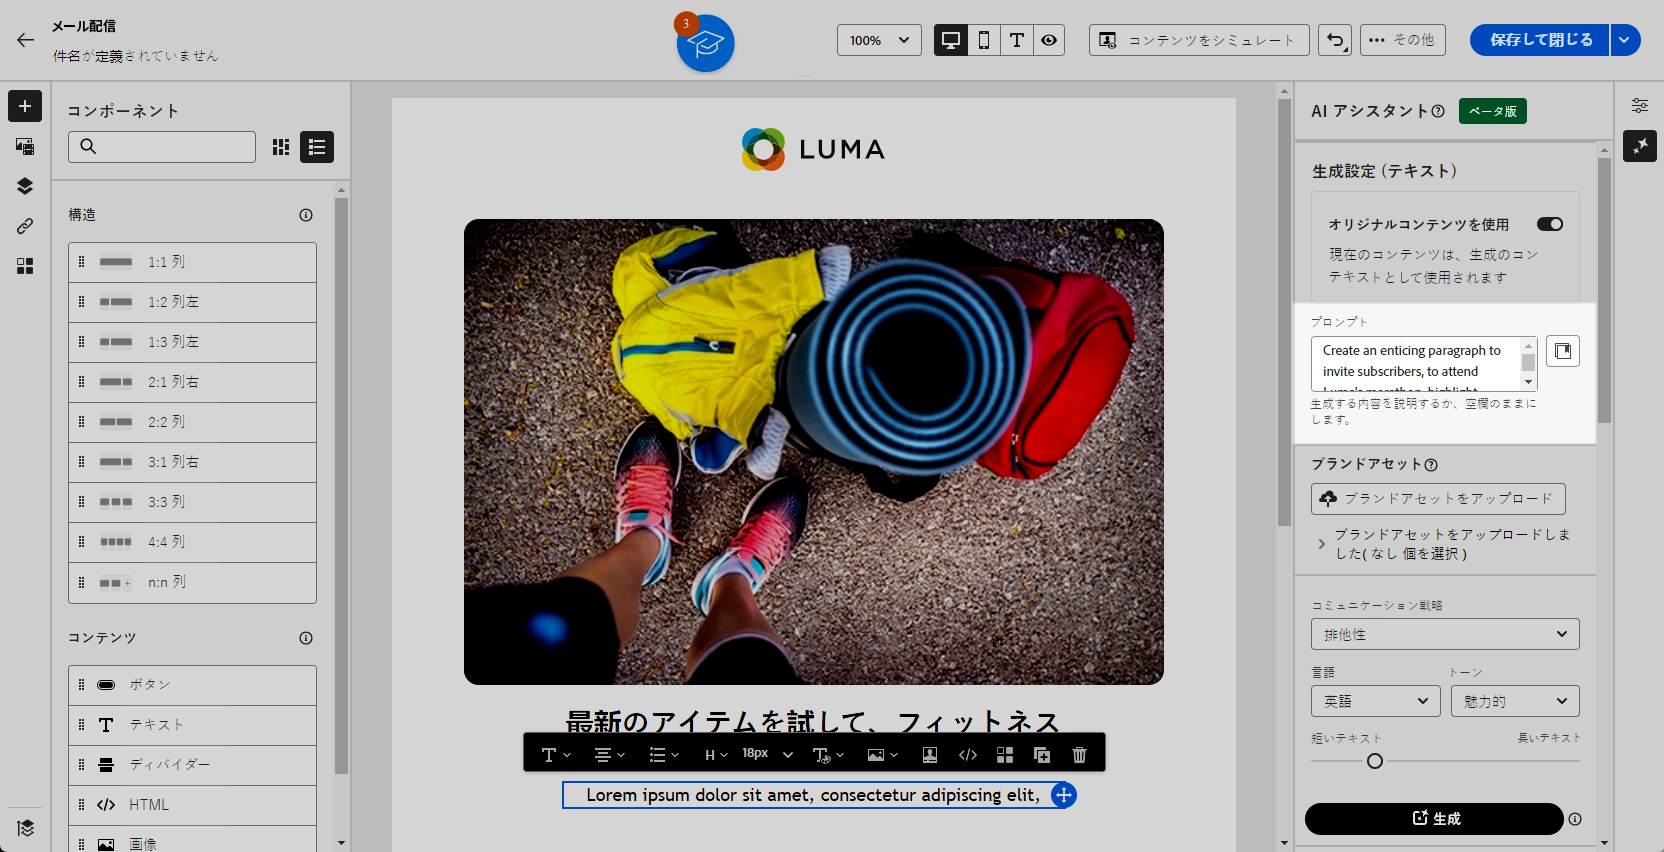 メール配信
件名が定義されていません
3
100%
コンテンツをシミュレート
その他
保存して閉じる
コンポーネント
構造
1:1 列
1:2 列左
1:3 列左
2:1 列右
2:2 列
3:1 列右
3:3 列
4:4 列
n:n 列
コンテンツ
ボタン
テキスト
ディバイダー
HTML
画像
LUMA
最新のアイテムを試して、フィットネス
H
18px
Lorem ipsum dolor sit amet, consectetur adipiscing elit,
AI アシスタント
ベータ版
生成設定 (テキスト)
オリジナルコンテンツを使用
現在のコンテンツは、生成のコン
テキストとして使用されます
プロンプト
Create an enticing paragraph to
invite subscribers, to attend
Luma's marathon, highlight
生成する内容を説明するか、空欄のままに
します。
ブランドアセット
ブランドアセットをアップロード
ブランドアセットをアップロードしま
した( なし 個を選択 )
コミュニケーション戦略
排他性
言語
トーン
英語
魅力的
短いテキスト
長いテキスト
生成